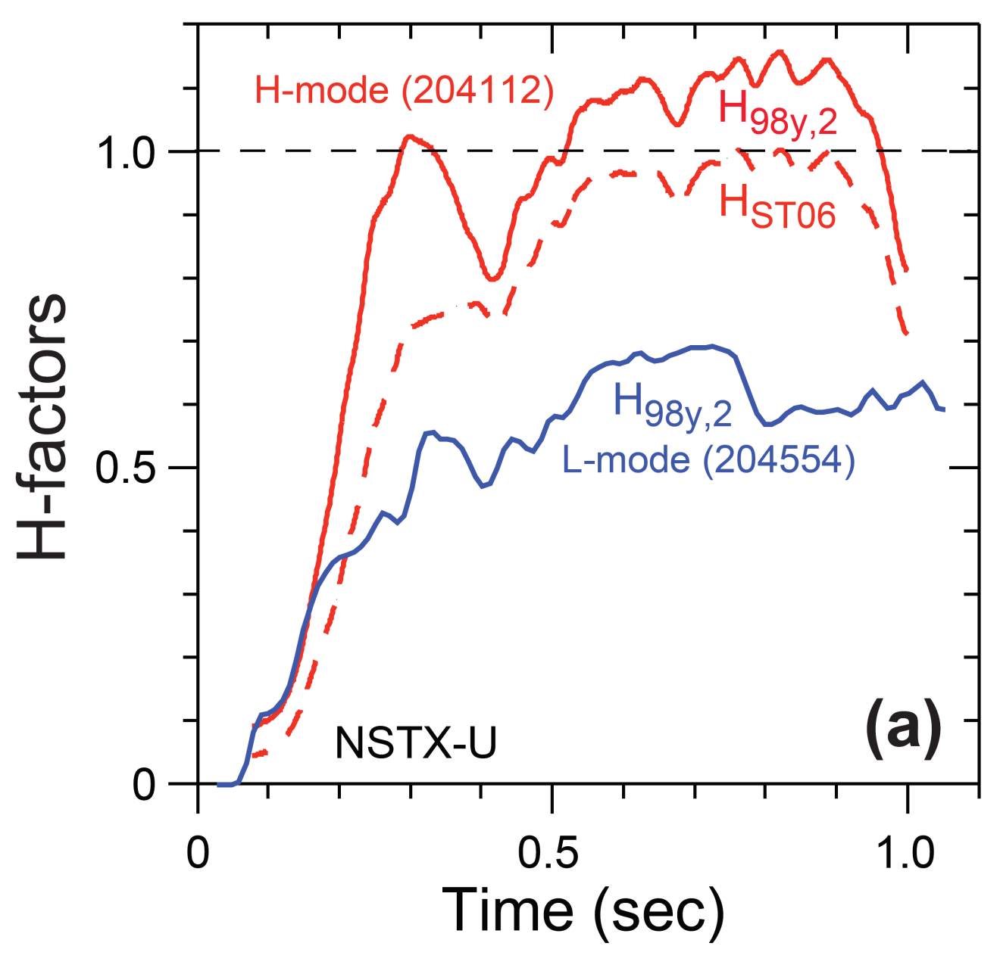 H-mode (204112)
H98y,2
1.0
HST06
H-factors
H98y,2
0.5
L-mode (204554)
(a)
NSTX-U
0
0
0.5
1.0
Time (sec)